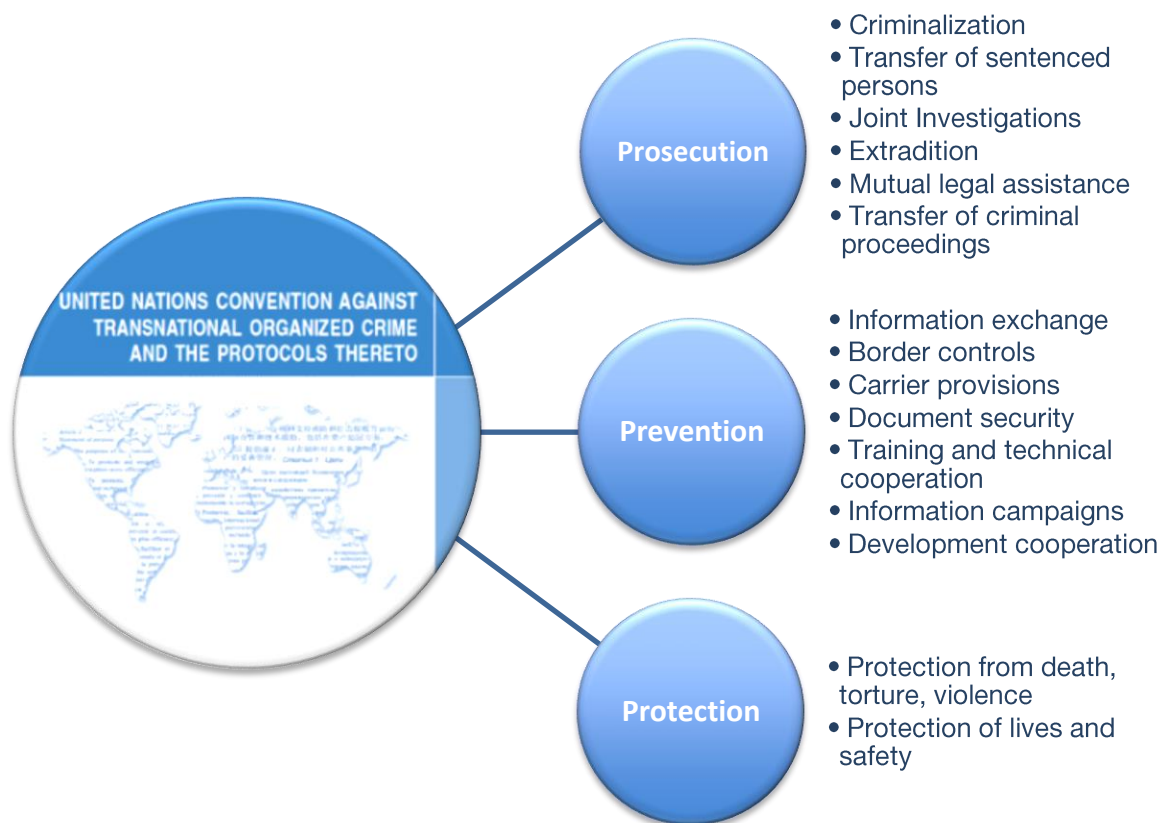 UNITED NATIONS CONVENTION AGAINST
TRANSNATIONAL ORGANIZED CRIME
AND THE PROTOCOLS THERETO
Prosecution
• Criminalization
• Transfer of sentenced
persons
• Joint Investigations
• Extradition
• Mutual legal assistance
• Transfer of criminal
proceedings
Prevention
• Information exchange
• Border controls
• Carrier provisions
• Document security
• Training and technical
cooperation
• Information campaigns
• Development cooperation
Protection
• Protection from death,
torture, violence
• Protection of lives and
safety